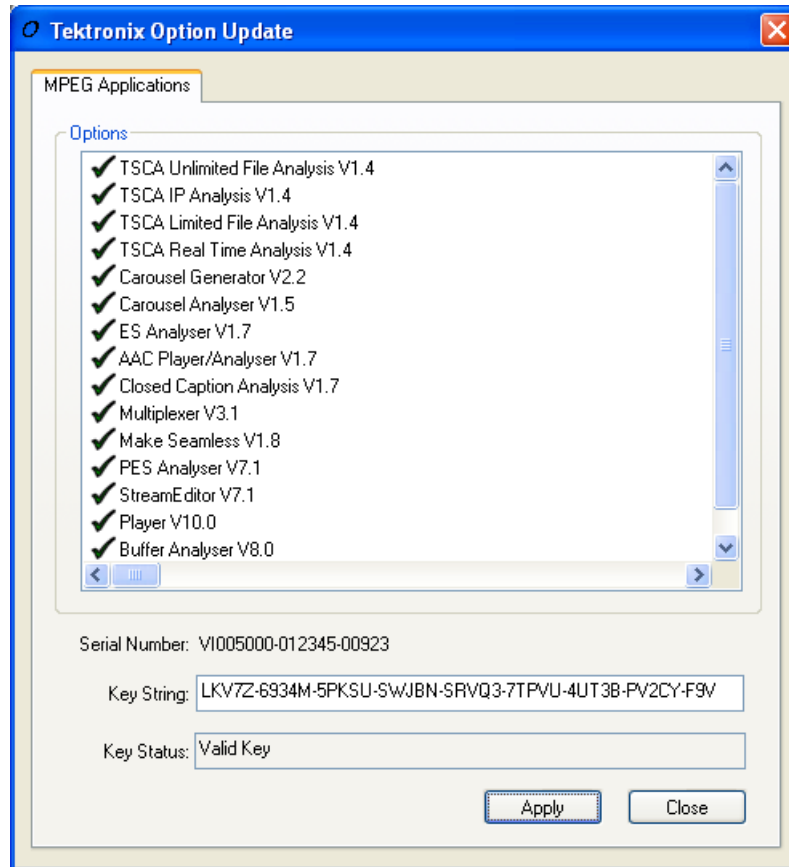 Tektronix Option Update
MPEG Applications
Options
TSCA Unlimited File Analysis V1.4
TSCA IP Analysis V1.4
TSCA Limited File Analysis V1.4
TSCA Real Time Analysis V1.4
Carousel Generator V2.2
Carousel Analyser V1.5
ES Analyser V1.7
AAC Player/Analyser V1.7
Closed Caption Analysis V1.7
Multiplexer V3.1
Make Seamless V1.8
PES Analyser V7.1
StreamEditor V7.1
Player V10.0
Buffer Analyser V8.0
Serial Number: VI005000-012345-00923
Key String: LKV7Z-6934M-5PKSU-SWJBN-SRVQ3-7TPVU-4UT3B-PV2CY-F9V
Key Status: Valid Key
Apply Close